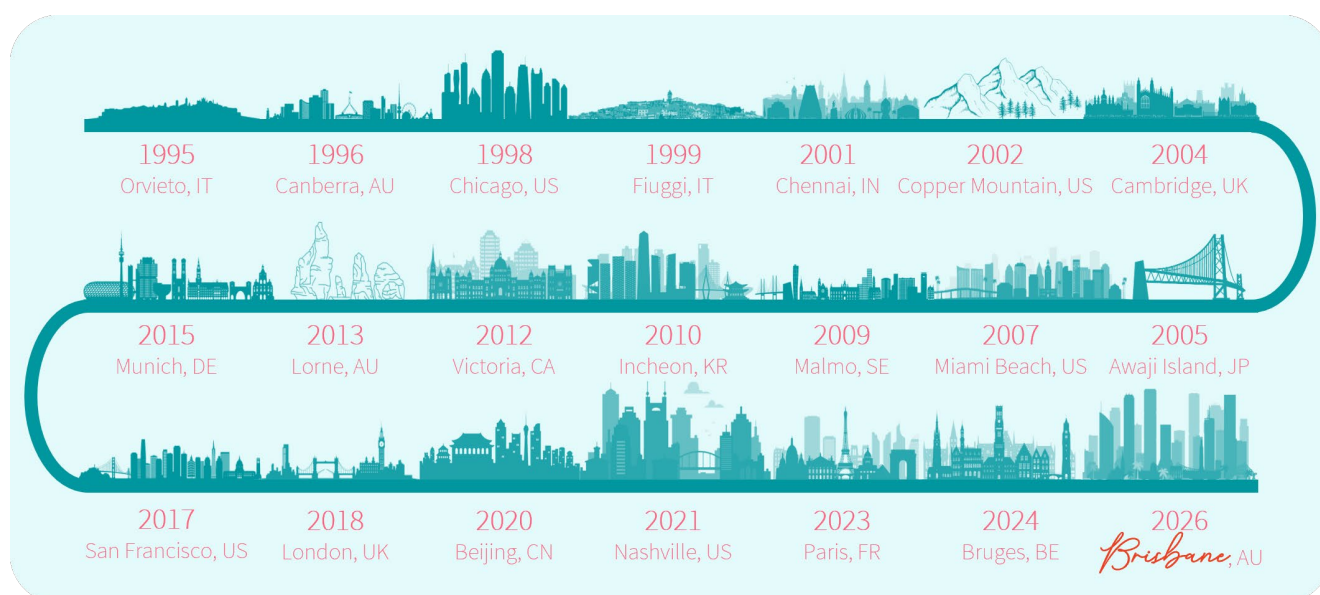 1995
Orvieto, IT
1996
Canberra, AU
1998
Chicago, US
1999
Fiuggi, IT
2001
Chennai, IN
2002
Copper Mountain, US
2004
Cambridge, UK
2005
Awaji Island, JP
2007
Miami Beach, US
2009
Malmo, SE
2010
Incheon, KR
2012
Victoria, CA
2013
Lorne, AU
2015
Munich, DE
2017
San Francisco, US
2018
London, UK
2020
Beijing, CN
2021
Nashville, US
2023
Paris, FR
2024
Bruges, BE
2026
Brisbane, AU